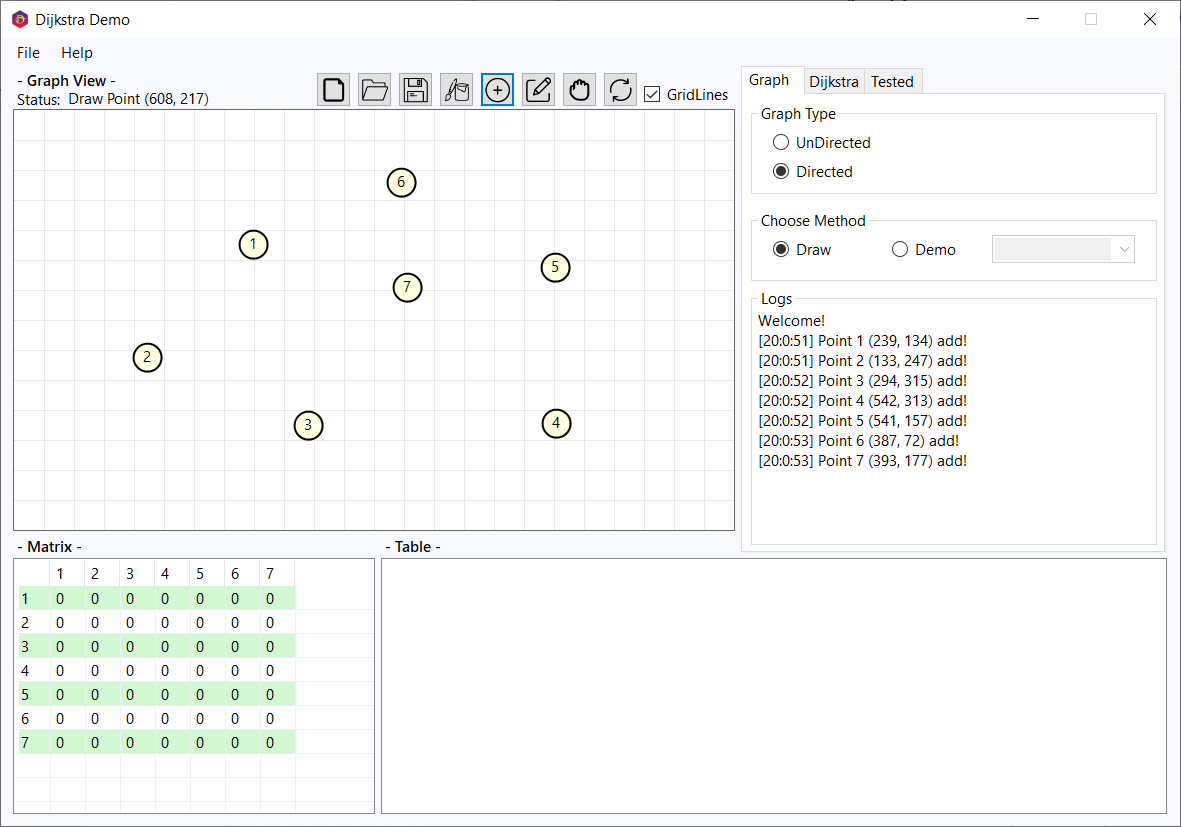 Dijkstra Demo
File Help
- Graph View -
Status: Draw Point (608, 217)
GridLines
6
1
5
7
2
3
4
Graph Dijkstra Tested
Graph Type
UnDirected
Directed
Choose Method
Draw Demo
Logs
Welcome!
[20:0:51] Point 1 (239, 134) add!
[20:0:51] Point 2 (133, 247) add!
[20:0:52] Point 3 (294, 315) add!
[20:0:52] Point 4 (542, 313) add!
[20:0:52] Point 5 (541, 157) add!
[20:0:53] Point 6 (387, 72) add!
[20:0:53] Point 7 (393, 177) add!
- Matrix -
1 2 3 4 5 6 7
1 0 0 0 0 0 0 0
2 0 0 0 0 0 0 0
3 0 0 0 0 0 0 0
4 0 0 0 0 0 0 0
5 0 0 0 0 0 0 0
6 0 0 0 0 0 0 0
7 0 0 0 0 0 0 0
- Table -